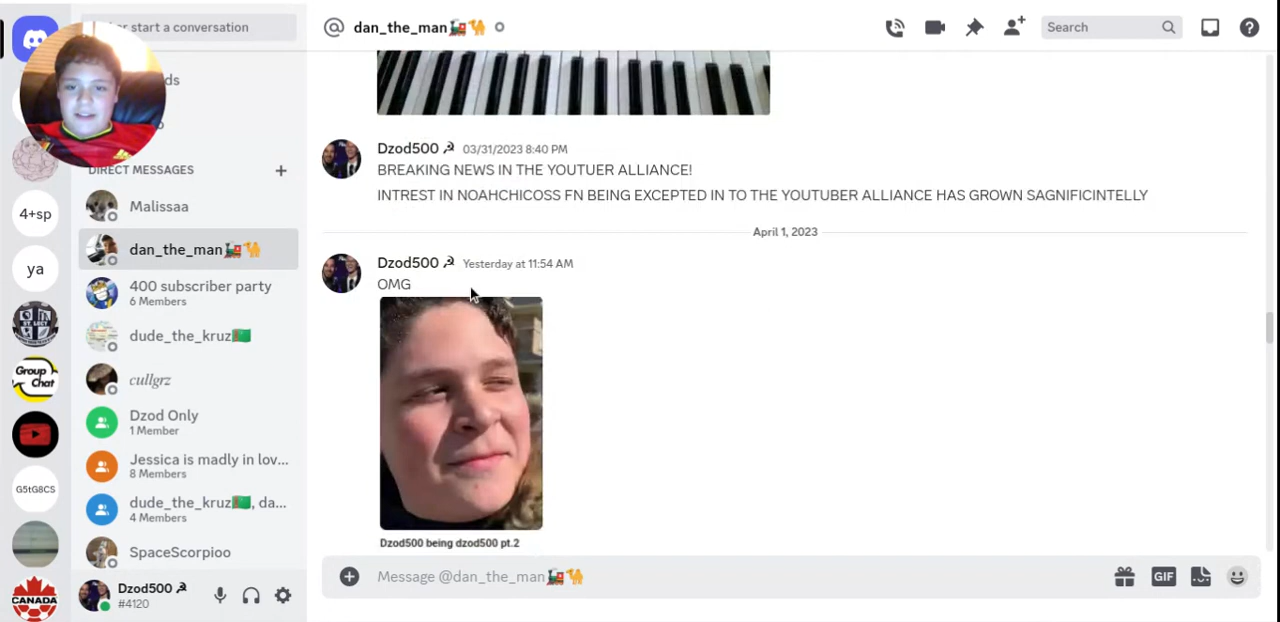 or start a conversation
ds
DIRECT MESSAGES
Malissaa
dan_the_man🚂🐪
400 subscriber party
6 Members
dude_the_kruz🇹🇲
cullgrz
Dzod Only
1 Member
Jessica is madly in lov...
8 Members
dude_the_kruz🇹🇲, da...
4 Members
SpaceScorpioo
Dzod500 ☭
#4120
4+sp
ya
ST. LUCY
Group
Chat
G5tG8CS
CANADA
@ dan_the_man🚂🐪
Search
Dzod500 ☭ 03/31/2023 8:40 PM
BREAKING NEWS IN THE YOUTUER ALLIANCE!
INTREST IN NOAHCHICOSS FN BEING EXCEPTED IN TO THE YOUTUBER ALLIANCE HAS GROWN SAGNIFICINTELLY
April 1, 2023
Dzod500 ☭ Yesterday at 11:54 AM
OMG
Dzod500 being dzod500 pt.2
Message @dan_the_man🚂🐪
GIF